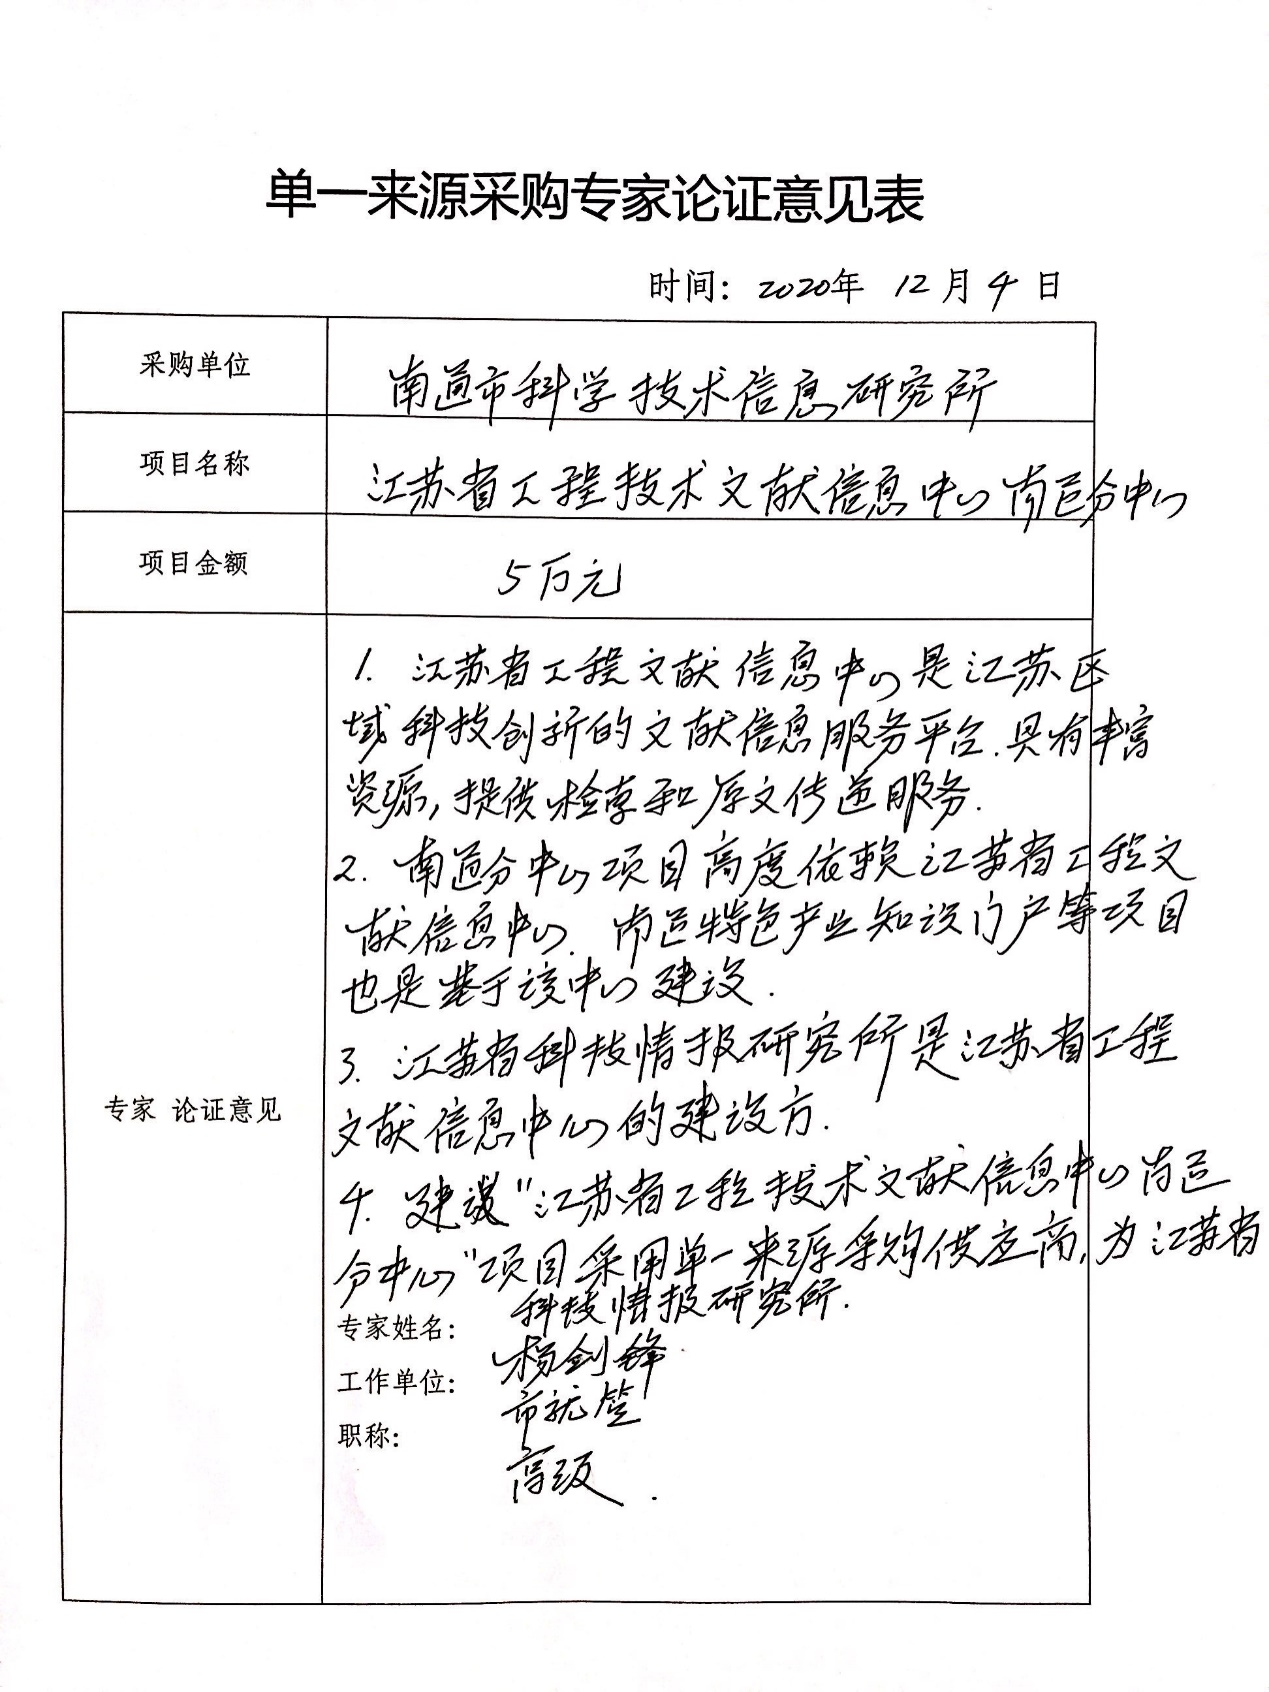 单一来源采购专家论证意见表
时间：2020年 12月 4日
采购单位
南通市科学技术信息研究所
项目名称
江苏省工程技术文献信息中心南通分中心
项目金额
5万元
专家 论证意见
1. 江苏省工程文献信息中心是江苏区
域科技创新的文献信息服务平台.具有丰富
资源,提供检索和原文传递服务.
2. 南通分中心项目高度依赖江苏省工程文
献信息中心. 南通特色产业知识门户等项目
也是基于该中心建设.
3. 江苏省科技情报研究所是江苏省工程
文献信息中心的建设方.
4. 建议"江苏省工程技术文献信息中心南通
分中心"项目采用单一来源采购供应商,为江苏省
科技情报研究所.
专家姓名：杨剑锋
工作单位：
职称：高级.